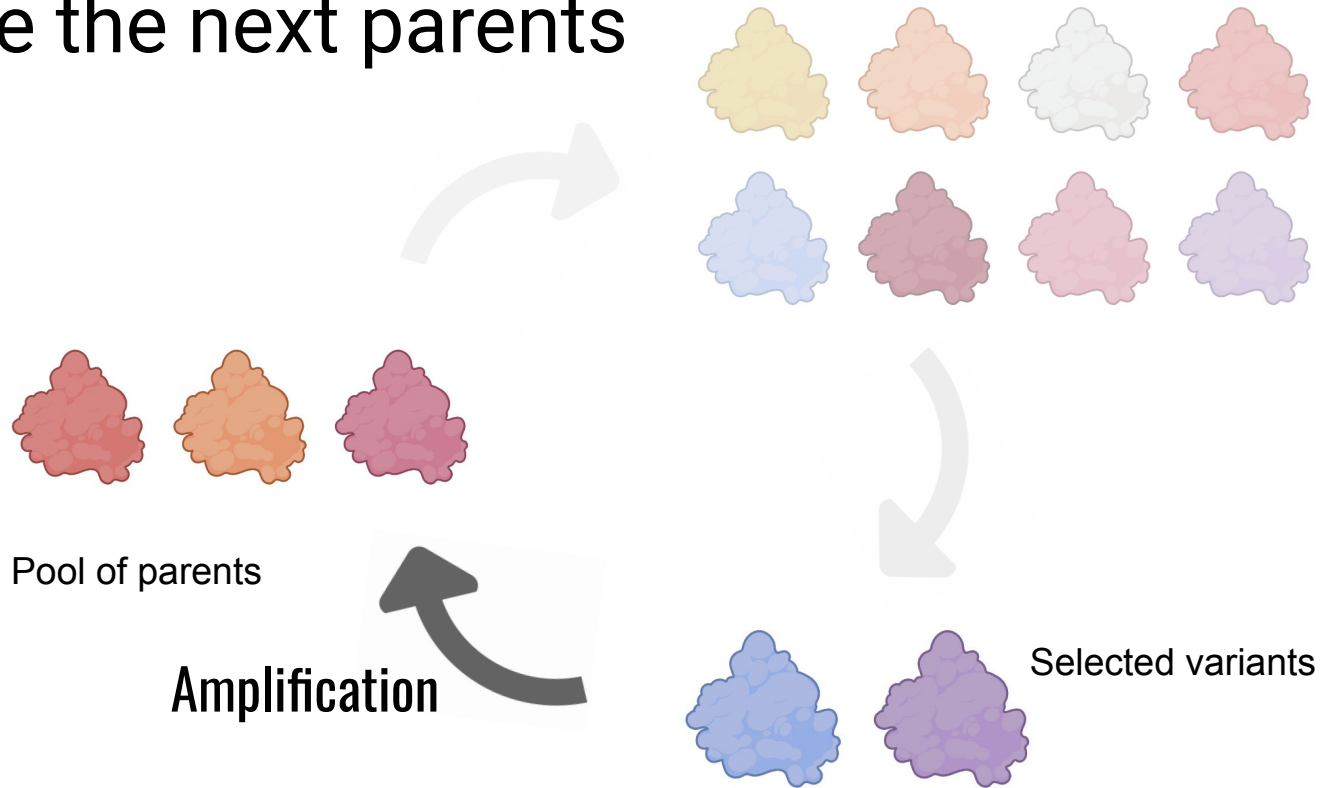 e the next parents
Pool of parents
Amplification
Selected variants